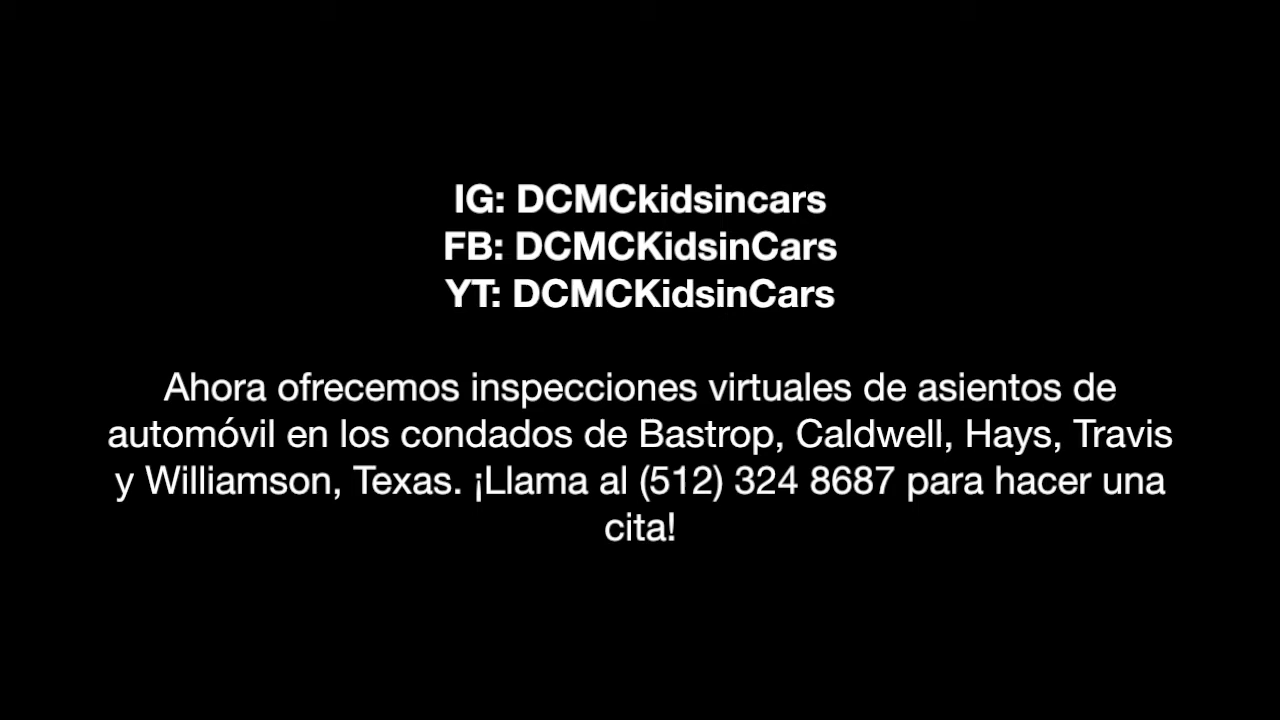 IG: DCMCkidsincars
FB: DCMCKidsinCars
YT: DCMCKidsinCars
Ahora ofrecemos inspecciones virtuales de asientos de
automóvil en los condados de Bastrop, Caldwell, Hays, Travis
y Williamson, Texas. ¡Llama al (512) 324 8687 para hacer una
cita!